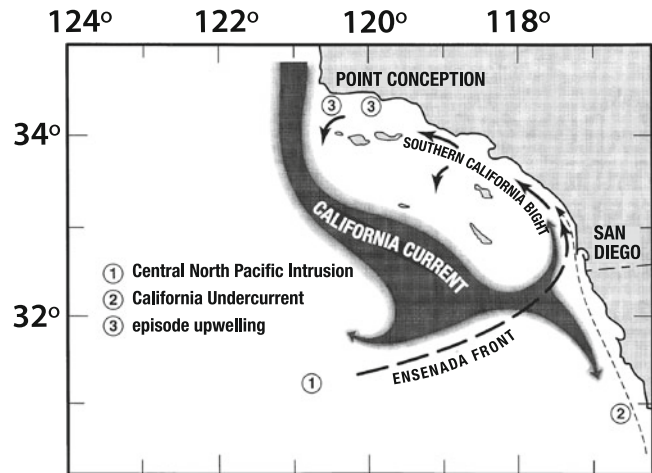 124° 120° 118°
POINT CONCEPTION
3 3
34°
SOUTHERN CALIFORNIA BIGHT
CALIFORNIA CURRENT
SAN
DIEGO
1 Central North Pacific Intrusion
2 California Undercurrent
3 episode upwelling
32°
ENSENADA FRONT
1
2